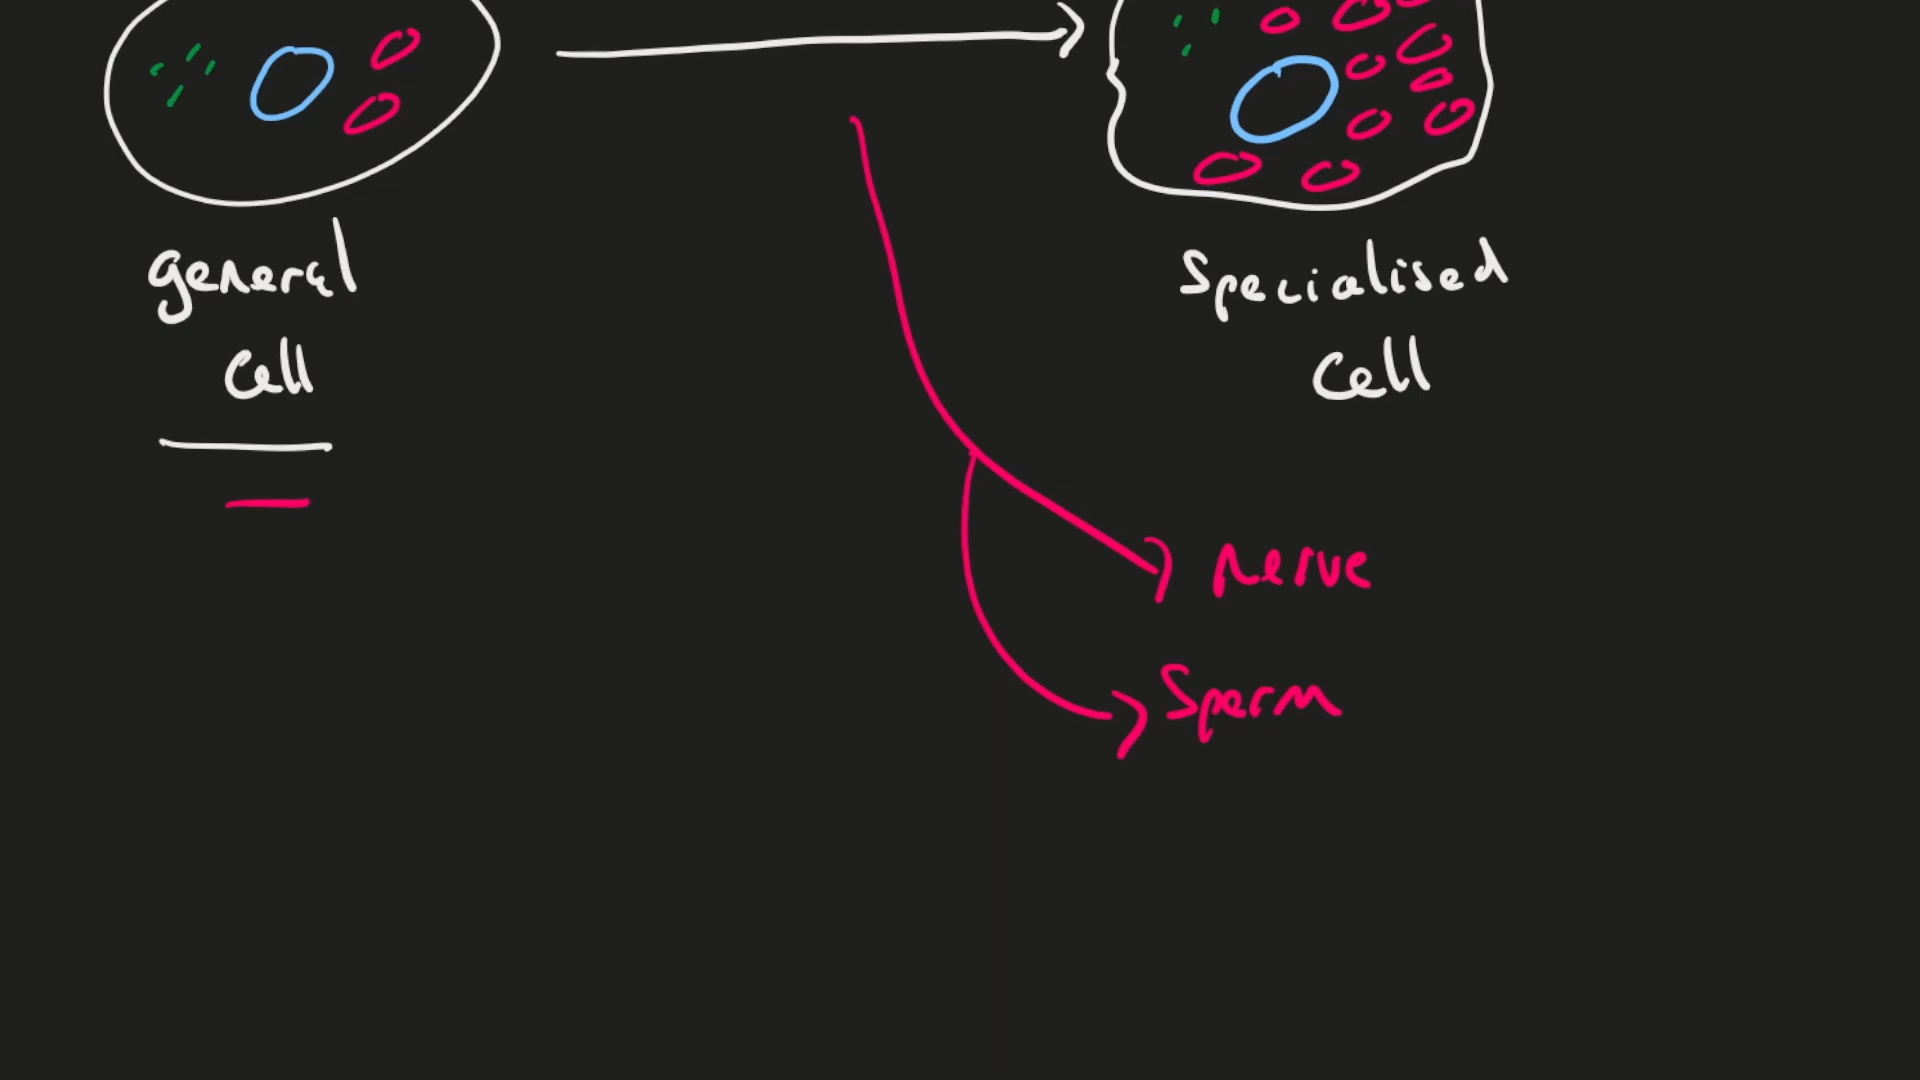 general
Cell
Specialised
Cell
nerve
Sperm